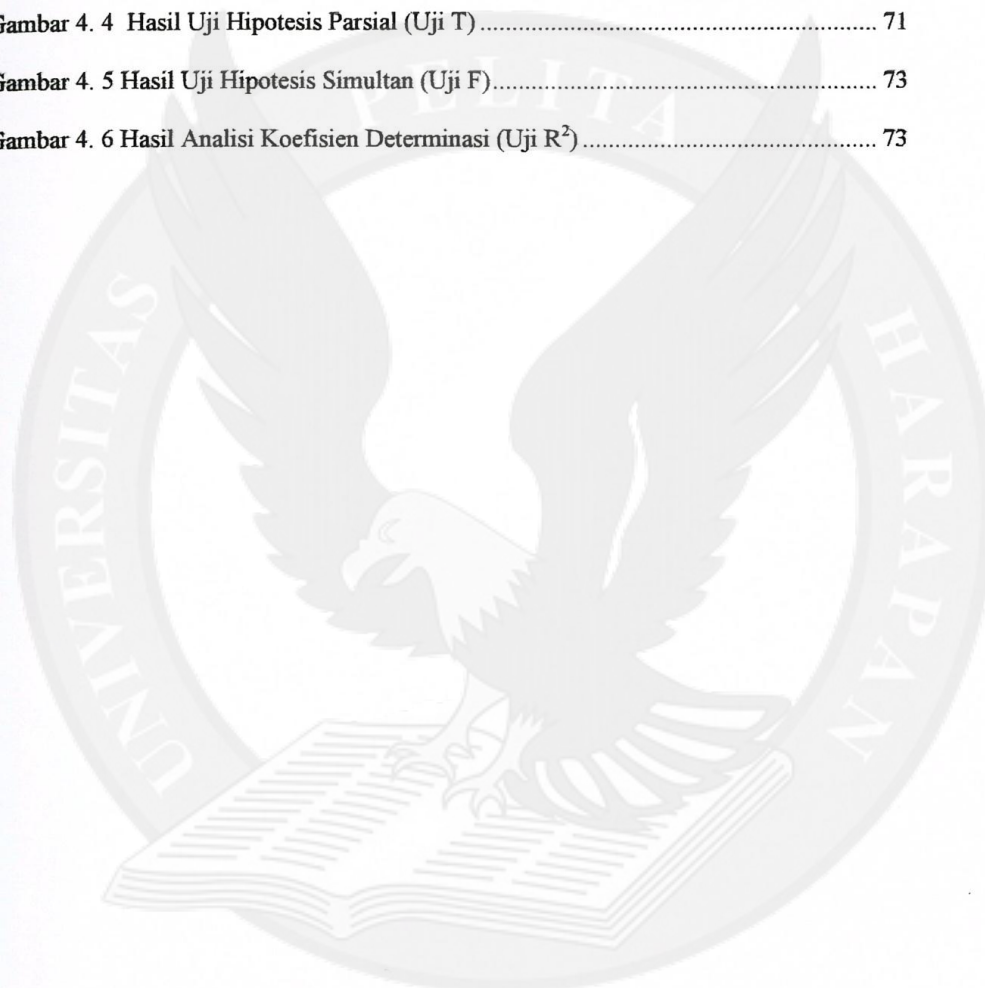 Gambar 4. 4 Hasil Uji Hipotesis Parsial (Uji T) ........................................................................ 71
Gambar 4. 5 Hasil Uji Hipotesis Simultan (Uji F)...................................................................... 73
Gambar 4. 6 Hasil Analisi Koefisien Determinasi (Uji R²) ...................................................... 73
UNIVERSITAS PELITA HARAPAN